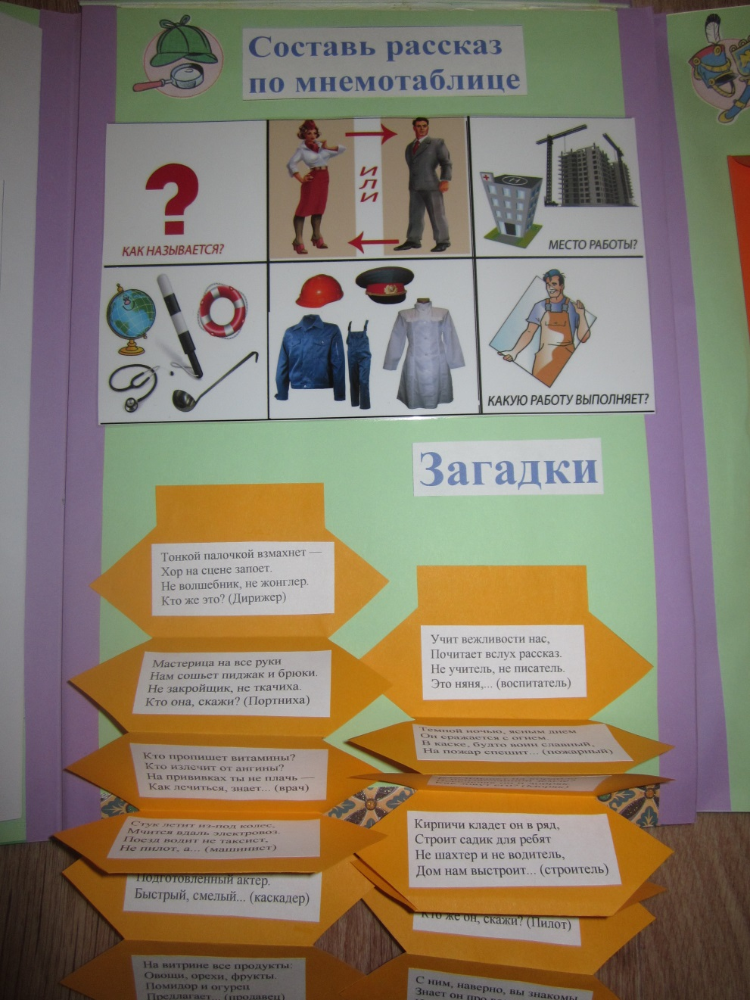 Составь рассказ
по мнемотаблице
КАК НАЗЫВАЕТСЯ?
ИЛИ
МЕСТО РАБОТЫ?
КАКУЮ РАБОТУ ВЫПОЛНЯЕТ?
Загадки
Тонкой палочкой взмахнет —
Хор на сцене запоет.
Не волшебник, не жонглер.
Кто же это? (Дирижер)
Мастерица на все руки
Нам сошьет пиджак и брюки.
Не закройщик, не ткачиха.
Кто она, скажи? (Портниха)
Кто пропишет витамины?
Кто излечит от ангины?
На прививках ты не плачь —
Как лечиться, знает... (врач)
Стук летит из-под колес,
Мчится вдаль электровоз.
Поезд водит не таксист,
Не пилот, а... (машинист)
Подготовленный актер.
Быстрый, смелый... (каскадер)
На витрине все продукты:
Овощи, орехи, фрукты.
Помидор и огурец
Предлагает... (продавец)
Учит вежливости нас,
Почитает вслух рассказ.
Не учитель, не писатель.
Это няня,... (воспитатель)
Темной ночью, ясным днем
Он сражается с огнем.
В каске, будто воин славный,
На пожар спешит... (пожарный)
Кирпичи кладет он в ряд,
Строит садик для ребят
Не шахтер и не водитель,
Дом нам выстроит... (строитель)
Кто же он, скажи? (Пилот)
С ним, наверно, вы знакомы
Знает он про